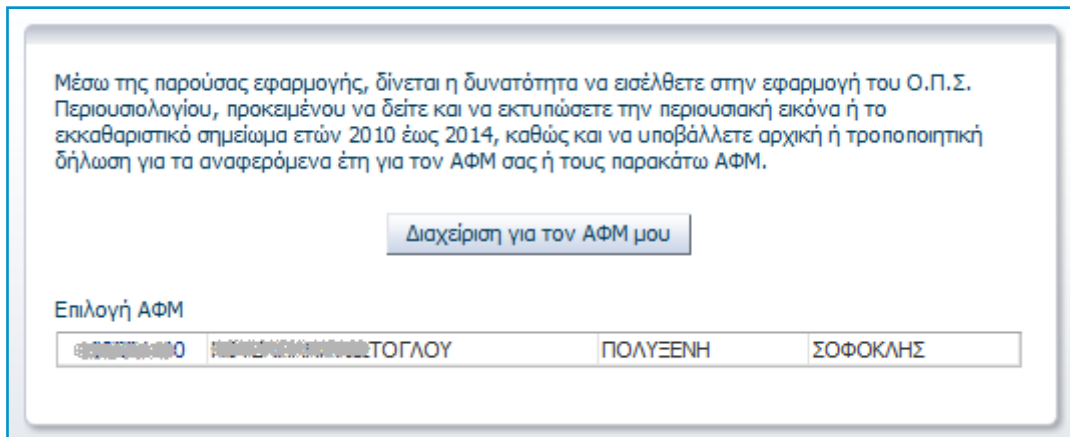 Μέσω της παρούσας εφαρμογής, δίνεται η δυνατότητα να εισέλθετε στην εφαρμογή του Ο.Π.Σ.
Περιουσιολογίου, προκειμένου να δείτε και να εκτυπώσετε την περιουσιακή εικόνα ή το
εκκαθαριστικό σημείωμα ετών 2010 έως 2014, καθώς και να υποβάλλετε αρχική ή τροποποιητική
δήλωση για τα αναφερόμενα έτη για τον ΑΦΜ σας ή τους παρακάτω ΑΦΜ.
Διαχείριση για τον ΑΦΜ μου
Επιλογή ΑΦΜ
ΠΟΛΥΞΕΝΗ ΣΟΦΟΚΛΗΣ